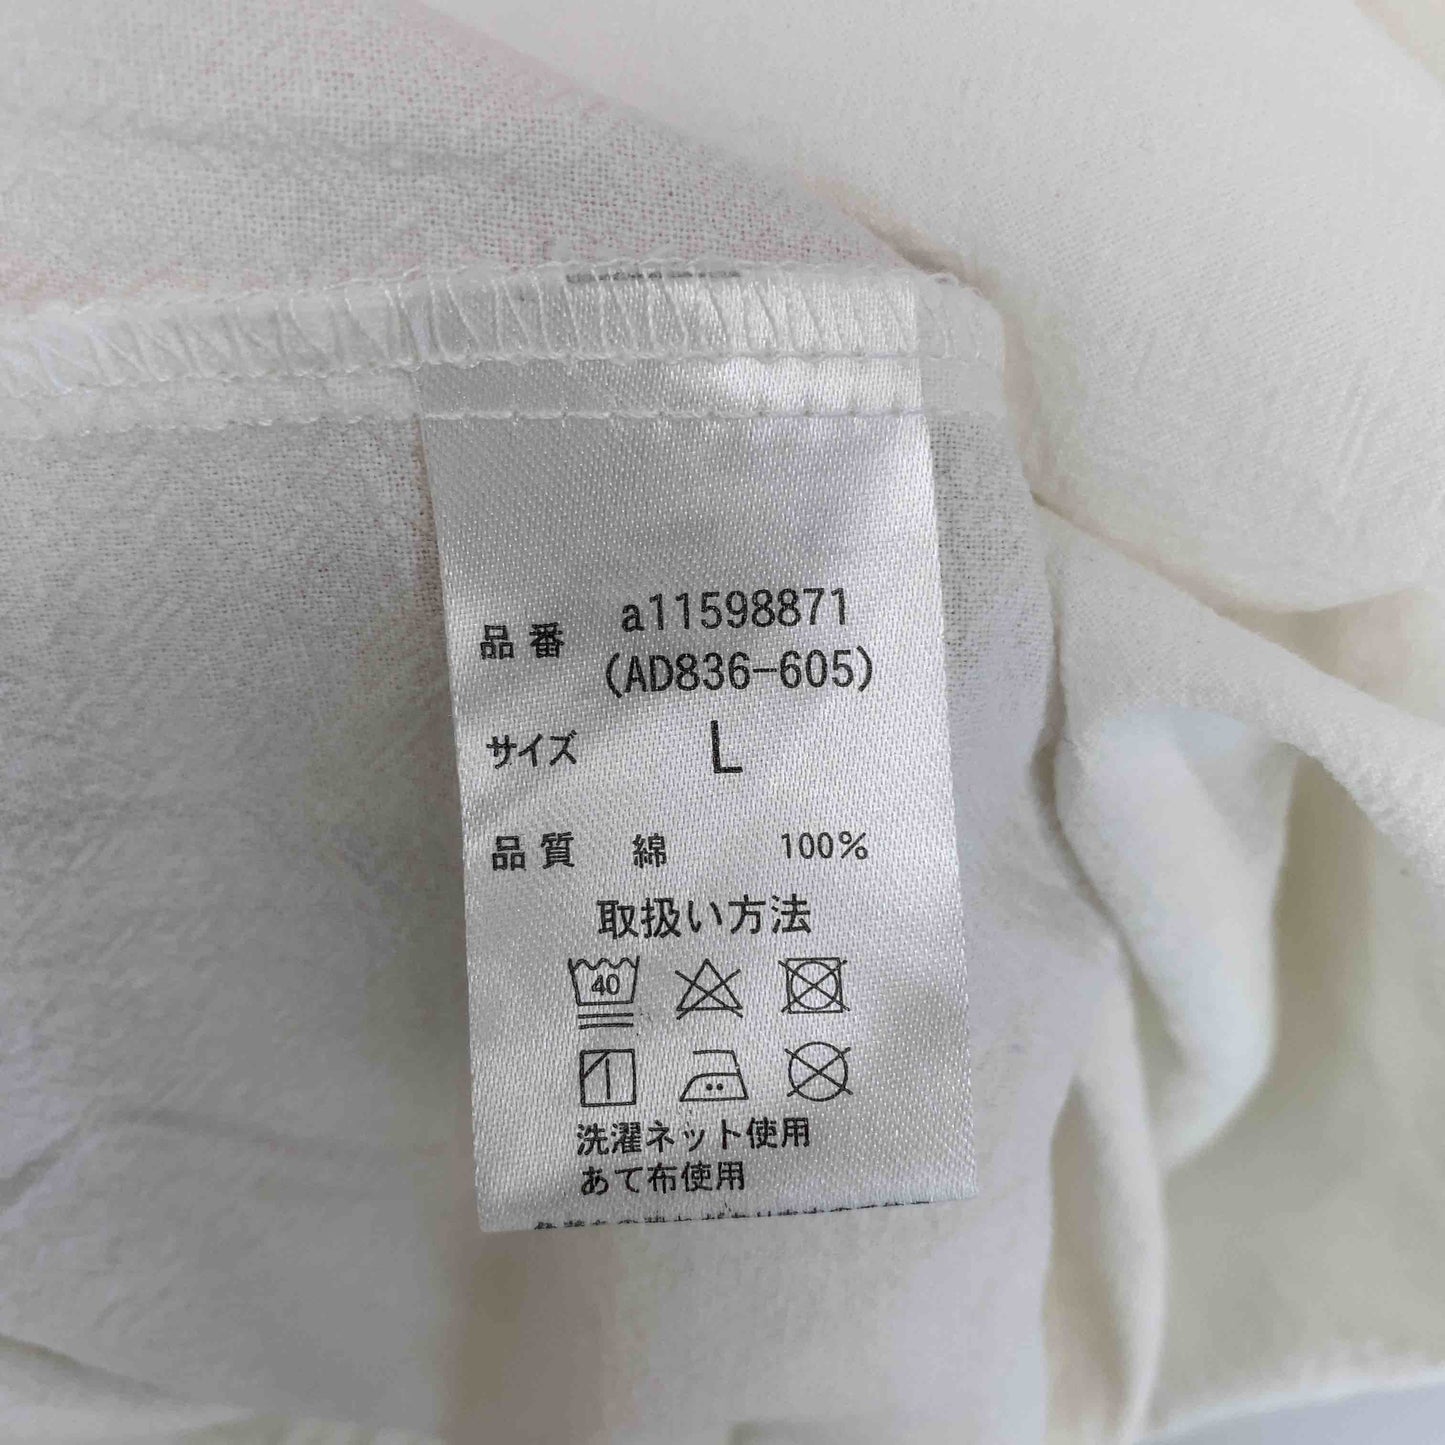 品番 a11598871
(AD836-605)
サイズ L
品質 綿 100%
取扱い方法
40
洗濯ネット使用
あて布使用